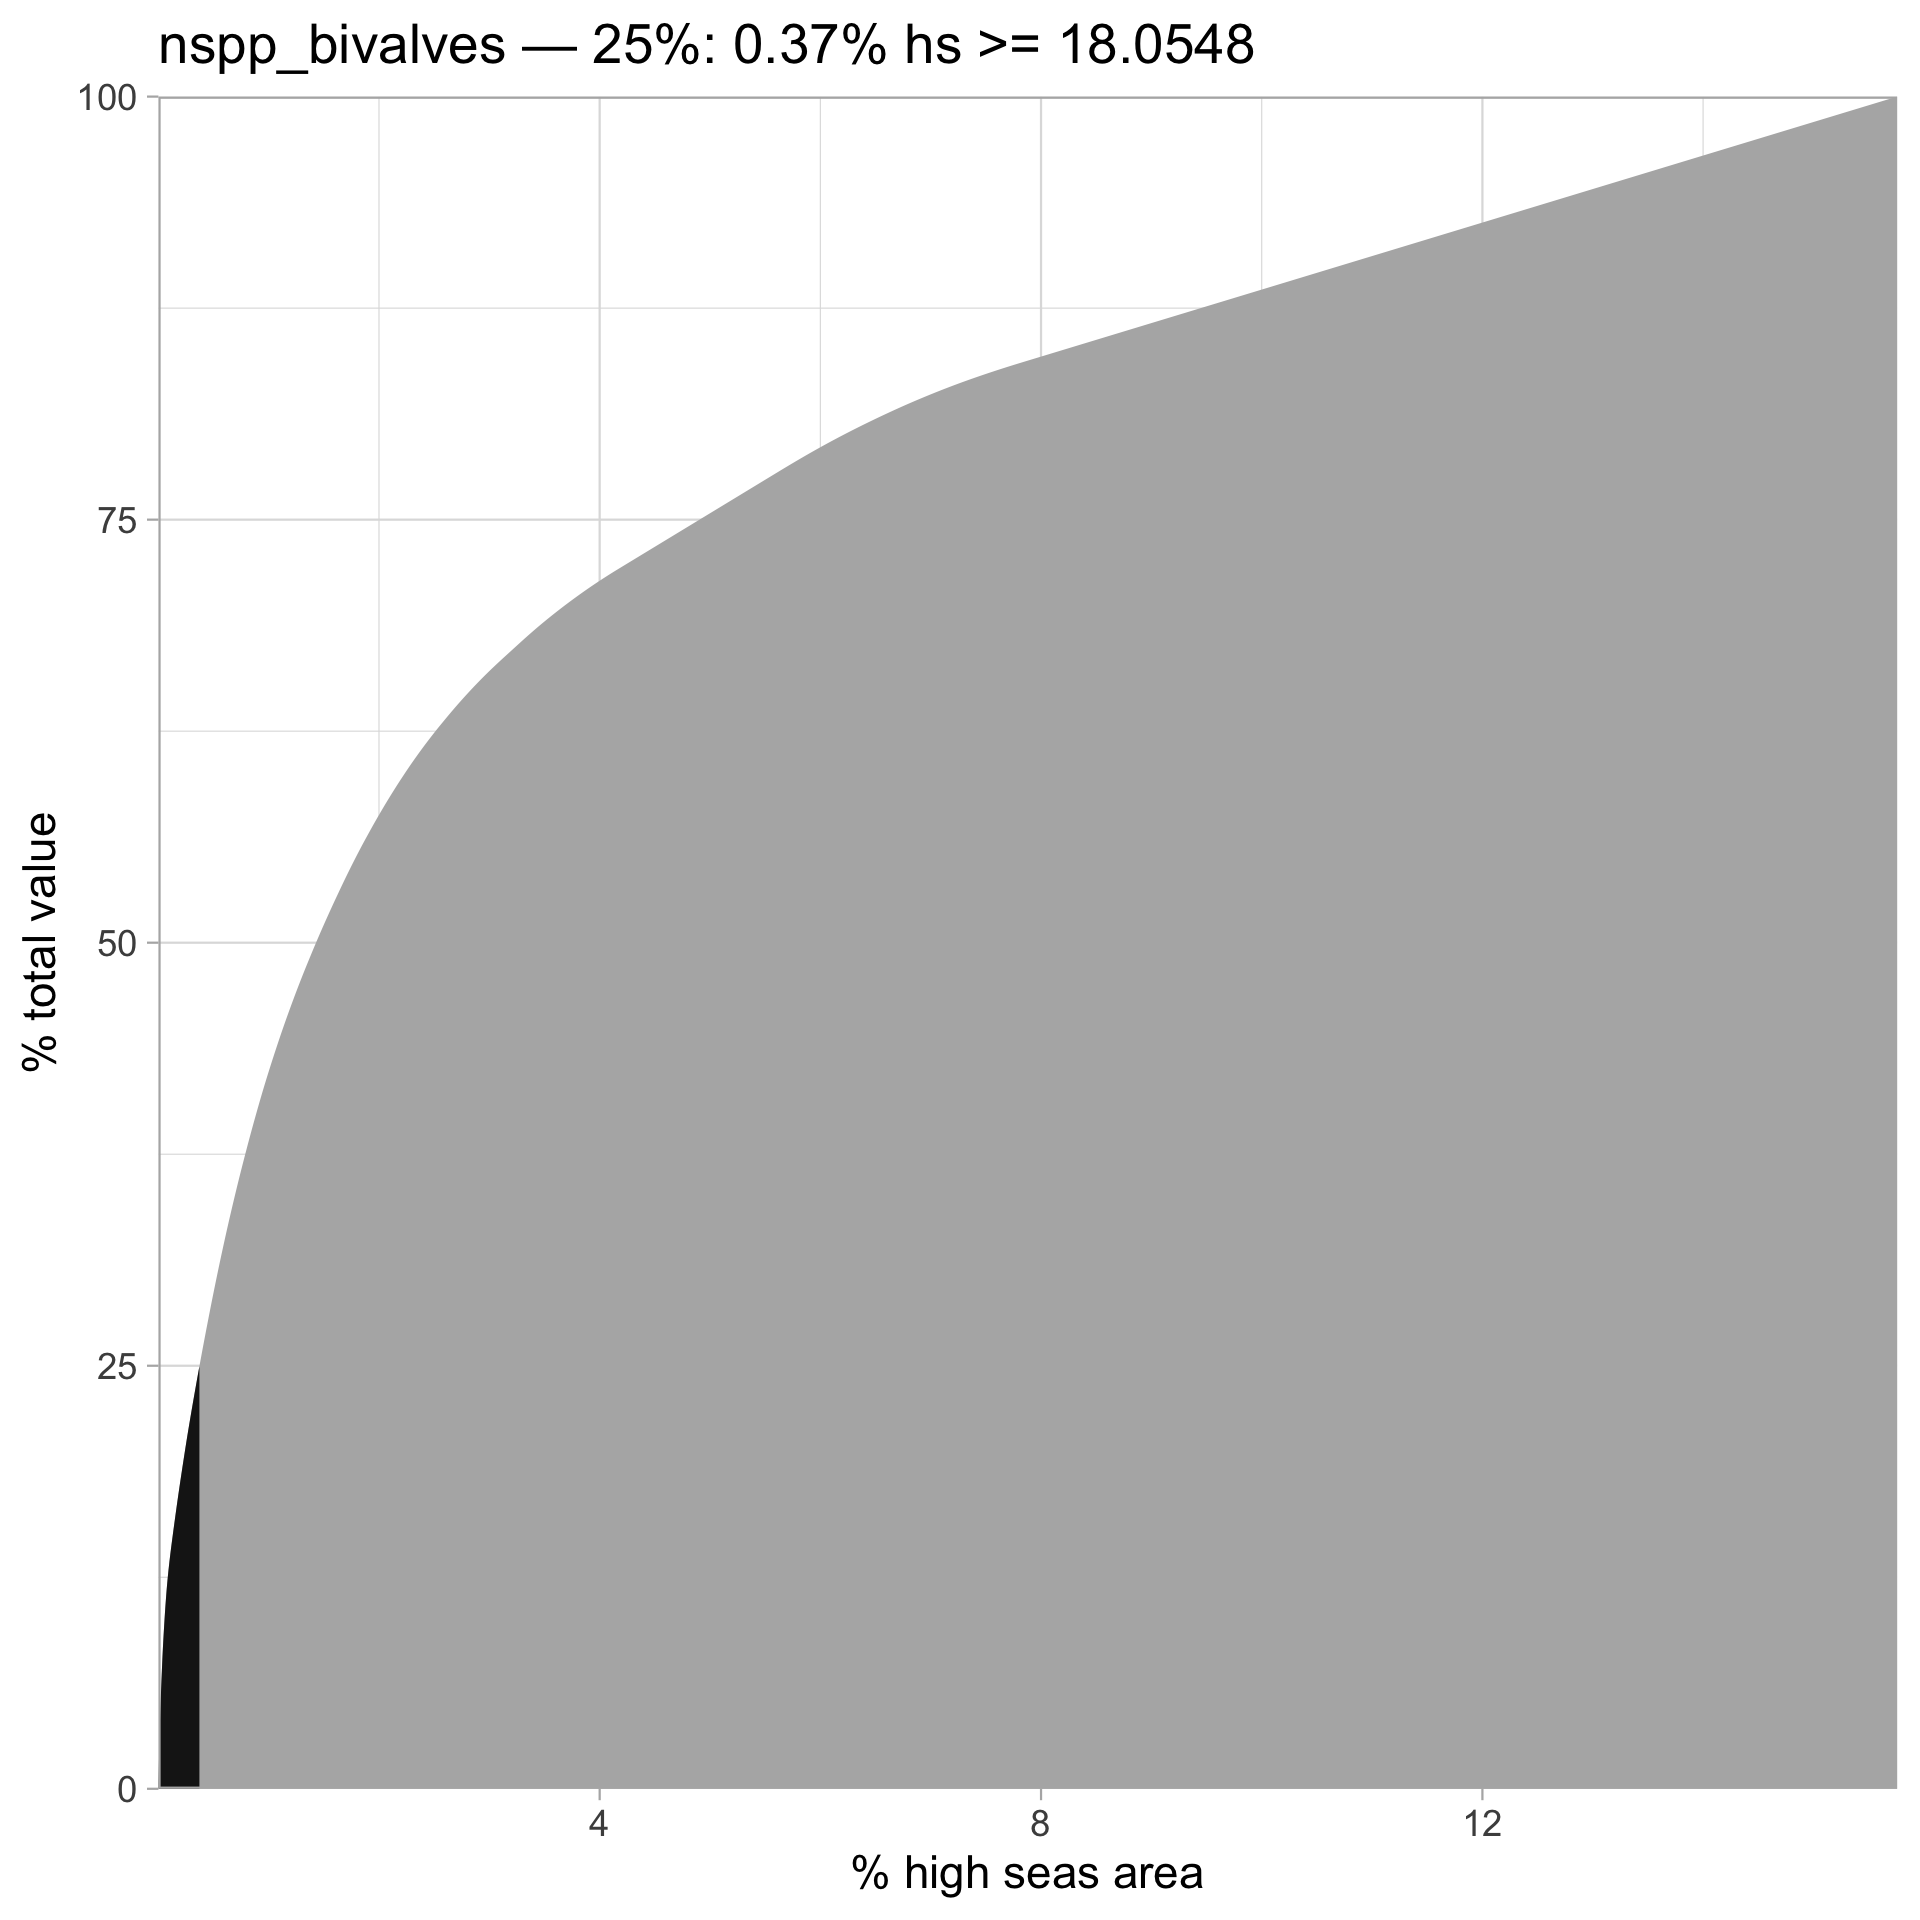 nspp_bivalves — 25%: 0.37% hs >= 18.0548
100
75
50
25
0
% total value
4
8
12
% high seas area